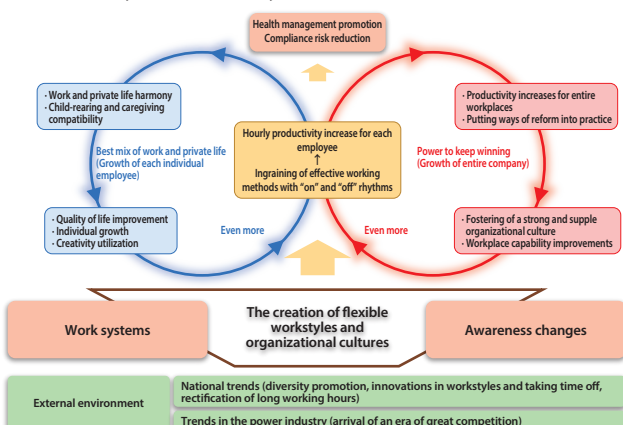 Health management promotion
Compliance risk reduction
· Work and private life harmony
· Child-rearing and caregiving
compatibility
· Productivity increases for entire
workplaces
· Putting ways of reform into practice
Hourly productivity increase for each
employee
↑
Ingraining of effective working
methods with “on” and “off” rhythms
Best mix of work and private life
(Growth of each individual
employee)
Power to keep winning
(Growth of entire company)
· Quality of life improvement
· Individual growth
· Creativity utilization
Even more
Even more
· Fostering of a strong and supple
organizational culture
· Workplace capability improvements
Work systems
The creation of flexible
workstyles and
organizational cultures
Awareness changes
External environment
National trends (diversity promotion, innovations in workstyles and taking time off,
rectification of long working hours)
Trends in the power industry (arrival of an era of great competition)